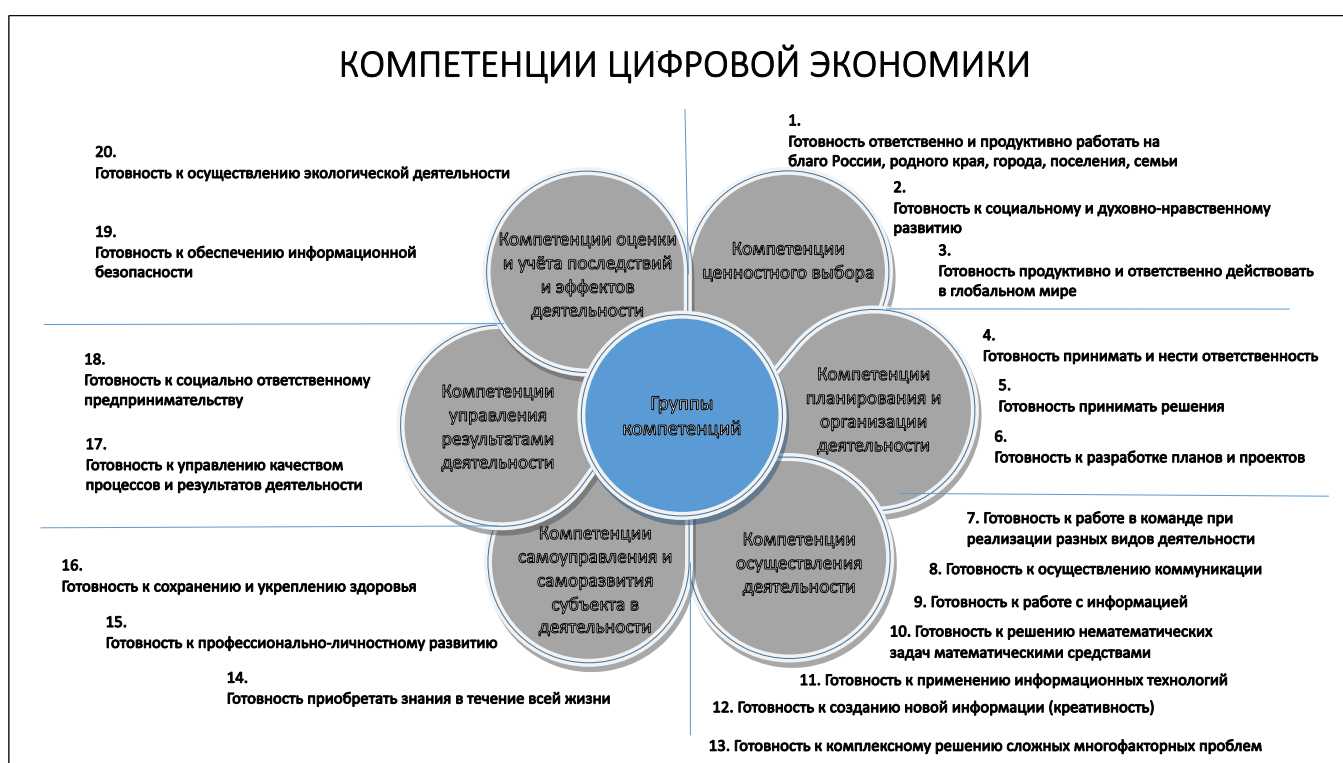 КОМПЕТЕНЦИИ ЦИФРОВОЙ ЭКОНОМИКИ
1.
Готовность ответственно и продуктивно работать на
благо России, родного края, города, поселения, семьи
2.
Готовность к социальному и духовно-нравственному
развитию
3.
Готовность продуктивно и ответственно действовать
в глобальном мире
4.
Готовность принимать и нести ответственность
5.
Готовность принимать решения
6.
Готовность к разработке планов и проектов
7. Готовность к работе в команде при
реализации разных видов деятельности
8. Готовность к осуществлению коммуникации
9. Готовность к работе с информацией
10. Готовность к решению нематематических
задач математическими средствами
11. Готовность к применению информационных технологий
12. Готовность к созданию новой информации (креативность)
13. Готовность к комплексному решению сложных многофакторных проблем
14.
Готовность приобретать знания в течение всей жизни
15.
Готовность к профессионально-личностному развитию
16.
Готовность к сохранению и укреплению здоровья
17.
Готовность к управлению качеством
процессов и результатов деятельности
18.
Готовность к социально ответственному
предпринимательству
19.
Готовность к обеспечению информационной
безопасности
20.
Готовность к осуществлению экологической деятельности
Группы
компетенций
Компетенции
ценностного выбора
Компетенции
планирования и
организации
деятельности
Компетенции
осуществления
деятельности
Компетенции
самоуправления и
саморазвития
субъекта в
деятельности
Компетенции
управления
результатами
деятельности
Компетенции оценки
и учёта последствий
и эффектов
деятельности